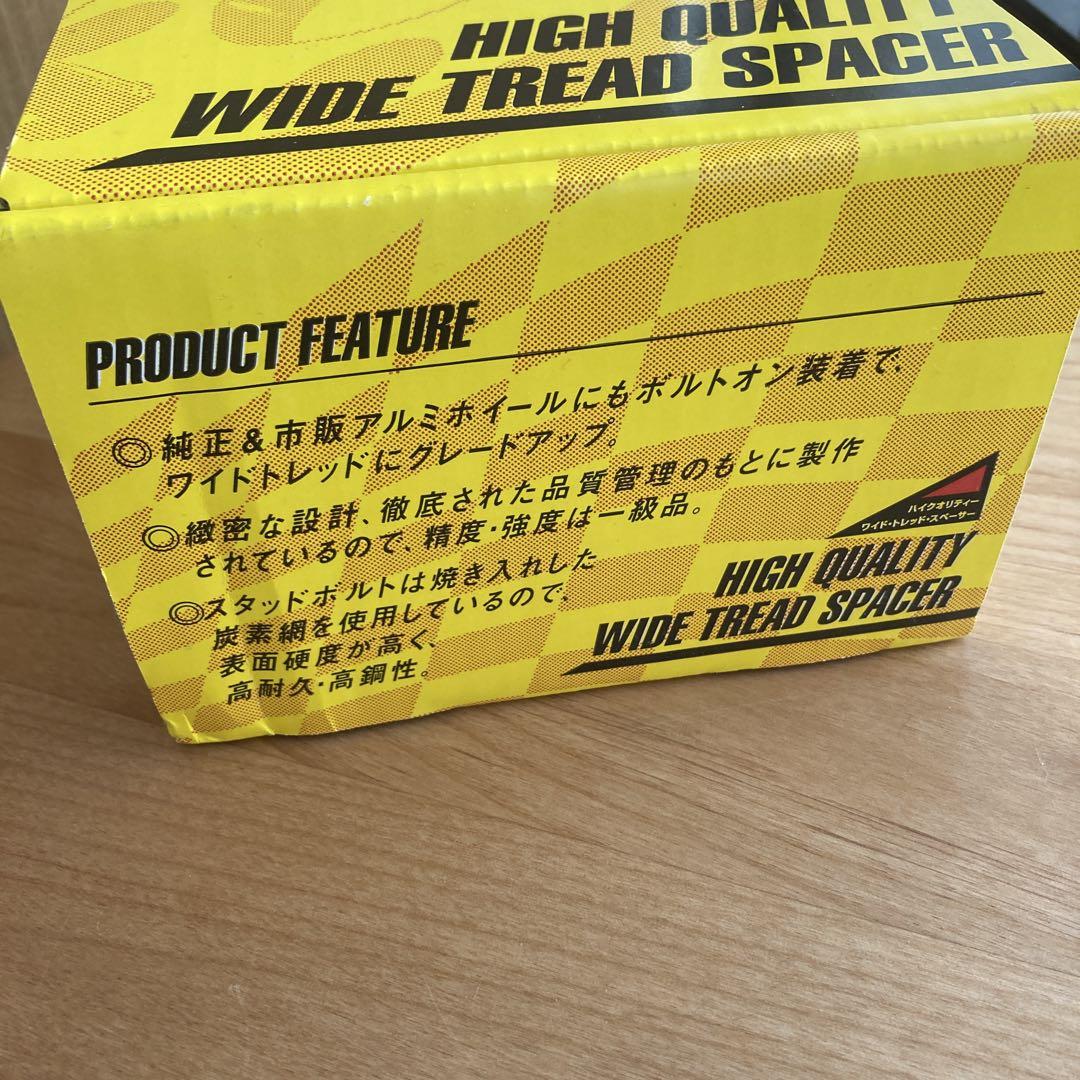 HIGH QUALITY
WIDE TREAD SPACER
PRODUCT FEATURE
◎純正&市販アルミホイールにもボルトオン装着で、
ワイドトレッドにグレードアップ。
◎緻密な設計、徹底された品質管理のもとに製作
されているので、精度・強度は一級品。
◎スタッドボルトは焼き入れした
炭素網を使用しているので、
表面硬度か高く、
高耐久・高鋼性。
ハイクオリティー
ワイド・トレッド・スペーサー
HIGH QUALITY
WIDE TREAD SPACER